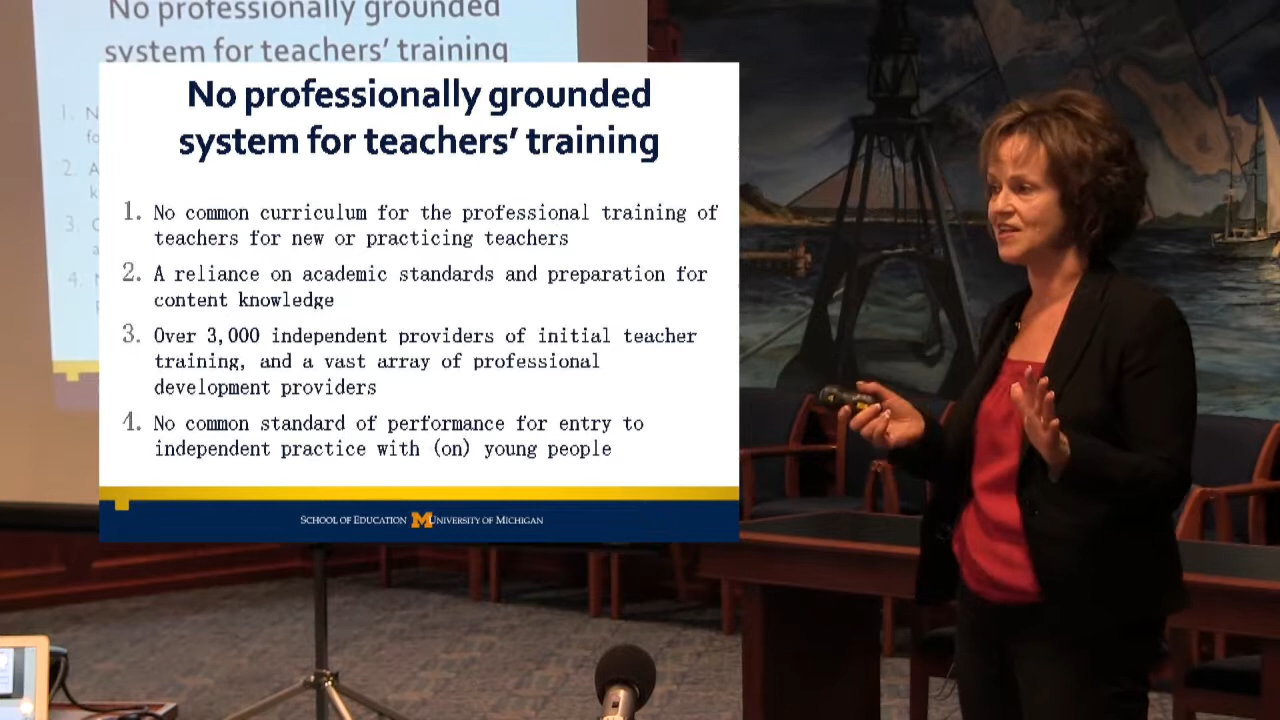 No professionally grounded
system for teachers’ training
No professionally grounded
system for teachers’ training
1. No common curriculum for the professional training of
teachers for new or practicing teachers
2. A reliance on academic standards and preparation for
content knowledge
3. Over 3,000 independent providers of initial teacher
training, and a vast array of professional
development providers
4. No common standard of performance for entry to
independent practice with (on) young people
SCHOOL OF EDUCATION M UNIVERSITY OF MICHIGAN